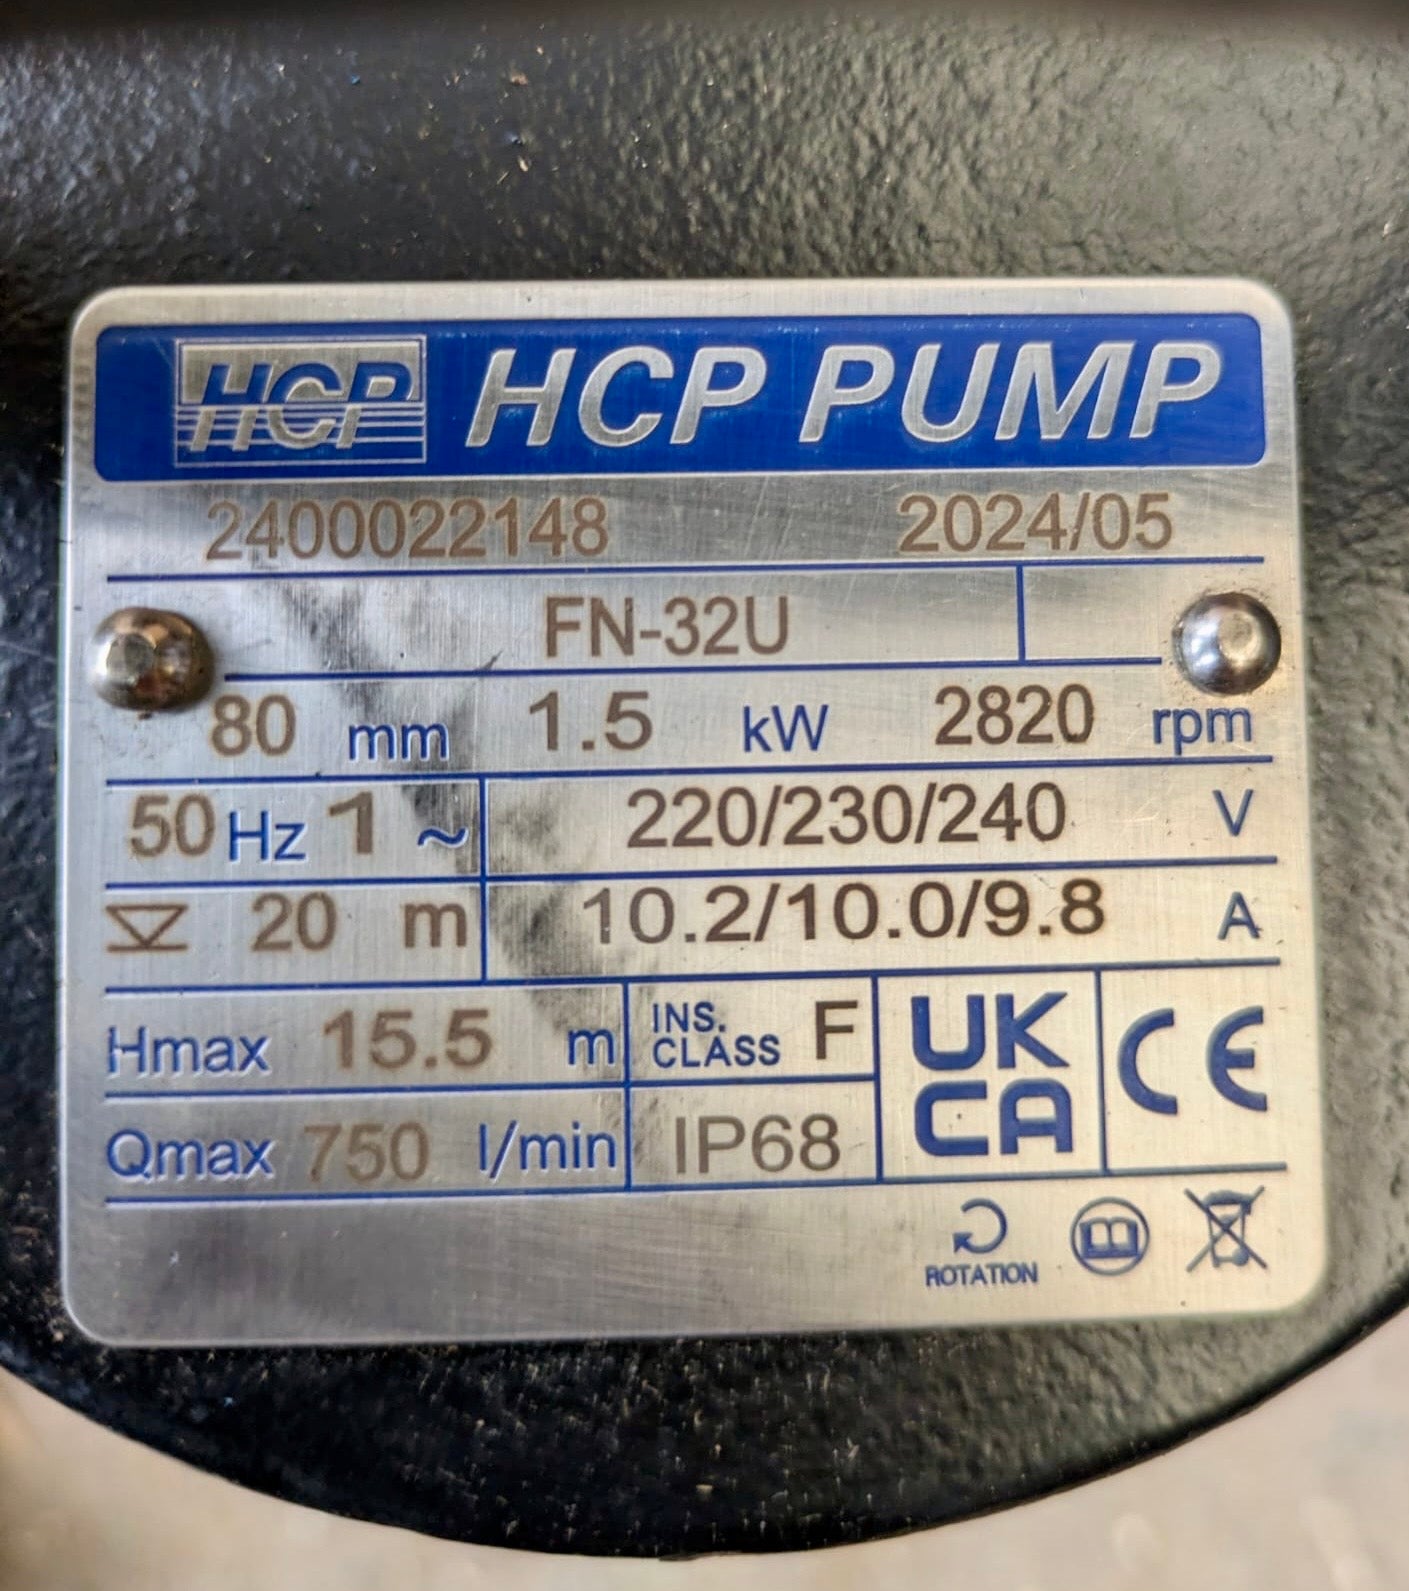 HCP HCP PUMP
2400022148 2024/05
FN-32U
80 mm 1.5 kW 2820 rpm
50 Hz 1 ~ 220/230/240 V
20 m 10.2/10.0/9.8 A
Hmax 15.5 m INS. CLASS F UK CA CE
Qmax 750 l/min IP68
ROTATION